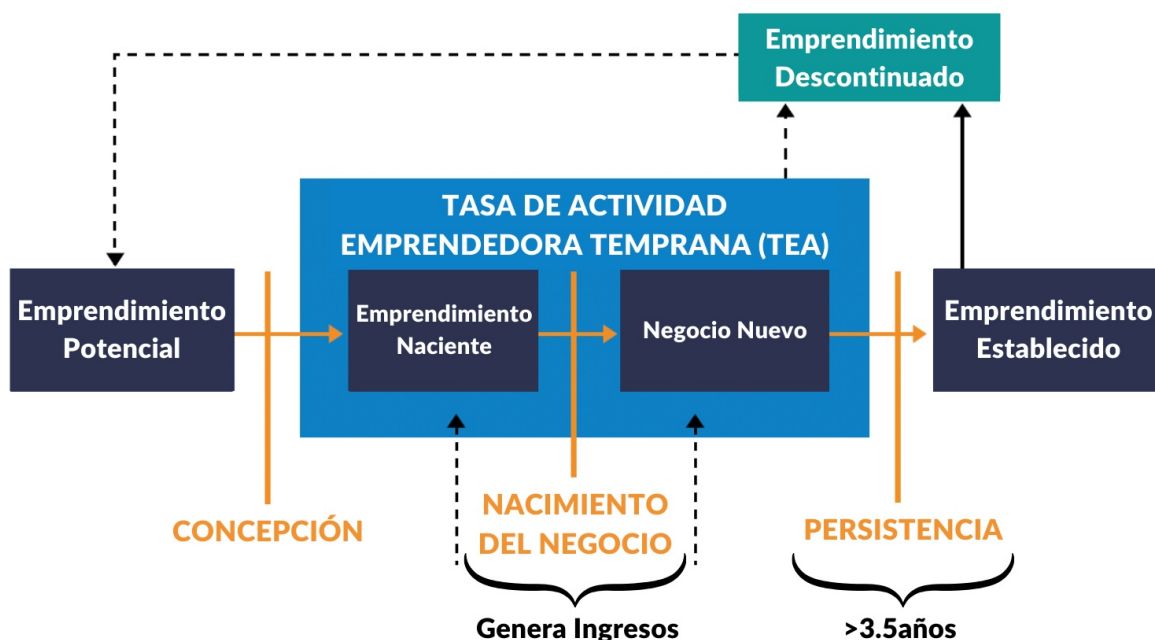 Emprendimiento
Descontinuado
TASA DE ACTIVIDAD
EMPRENDEDORA TEMPRANA (TEA)
Emprendimiento
Potencial
Emprendimiento
Naciente
Negocio Nuevo
Emprendimiento
Establecido
CONCEPCIÓN
NACIMIENTO
DEL NEGOCIO
PERSISTENCIA
Genera Ingresos
>3.5años